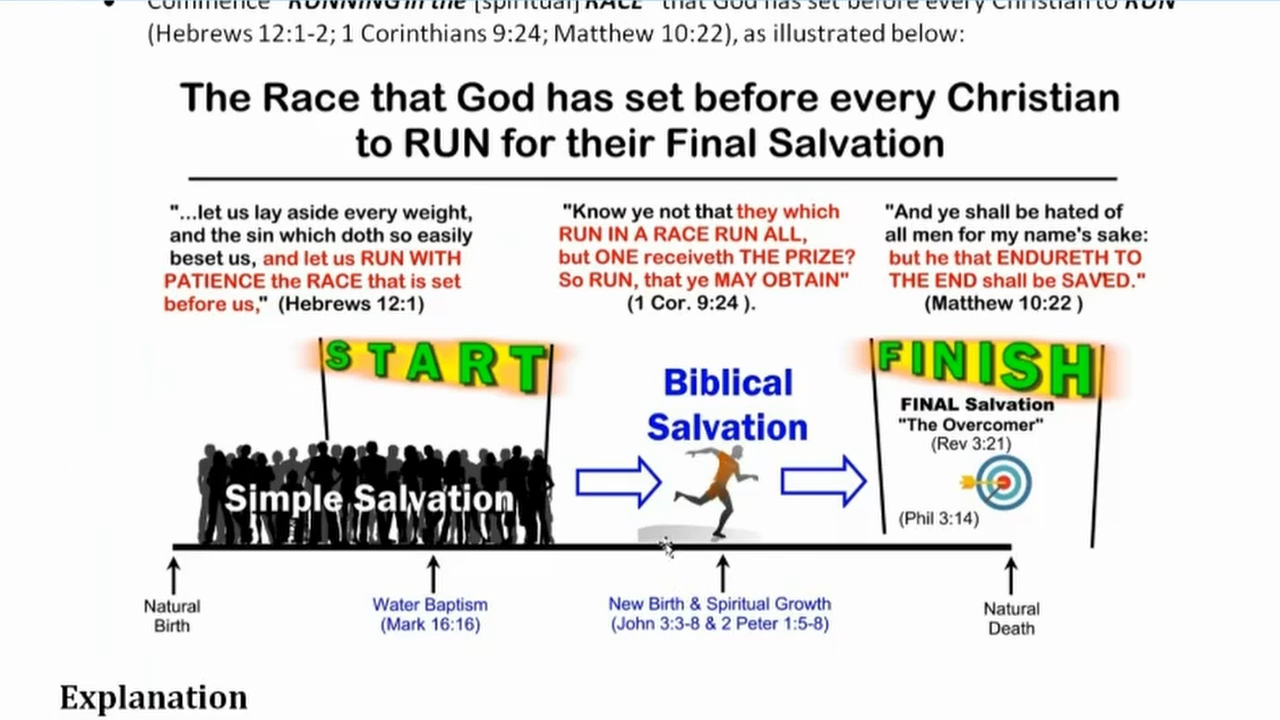 Commence "RUNNING in the [spiritual] RACE" that God has set before every Christian to RUN
(Hebrews 12:1-2; 1 Corinthians 9:24; Matthew 10:22), as illustrated below:
The Race that God has set before every Christian
to RUN for their Final Salvation
"...let us lay aside every weight,
and the sin which doth so easily
beset us, and let us RUN WITH
PATIENCE the RACE that is set
before us," (Hebrews 12:1)
"Know ye not that they which
RUN IN A RACE RUN ALL,
but ONE receiveth THE PRIZE?
So RUN, that ye MAY OBTAIN"
(1 Cor. 9:24 ).
"And ye shall be hated of
all men for my name's sake:
but he that ENDURETH TO
THE END shall be SAVED."
(Matthew 10:22 )
START
Simple Salvation
Biblical
Salvation
FINISH
FINAL Salvation
"The Overcomer"
(Rev 3:21)
(Phil 3:14)
Natural
Birth
Water Baptism
(Mark 16:16)
New Birth & Spiritual Growth
(John 3:3-8 & 2 Peter 1:5-8)
Natural
Death
Explanation